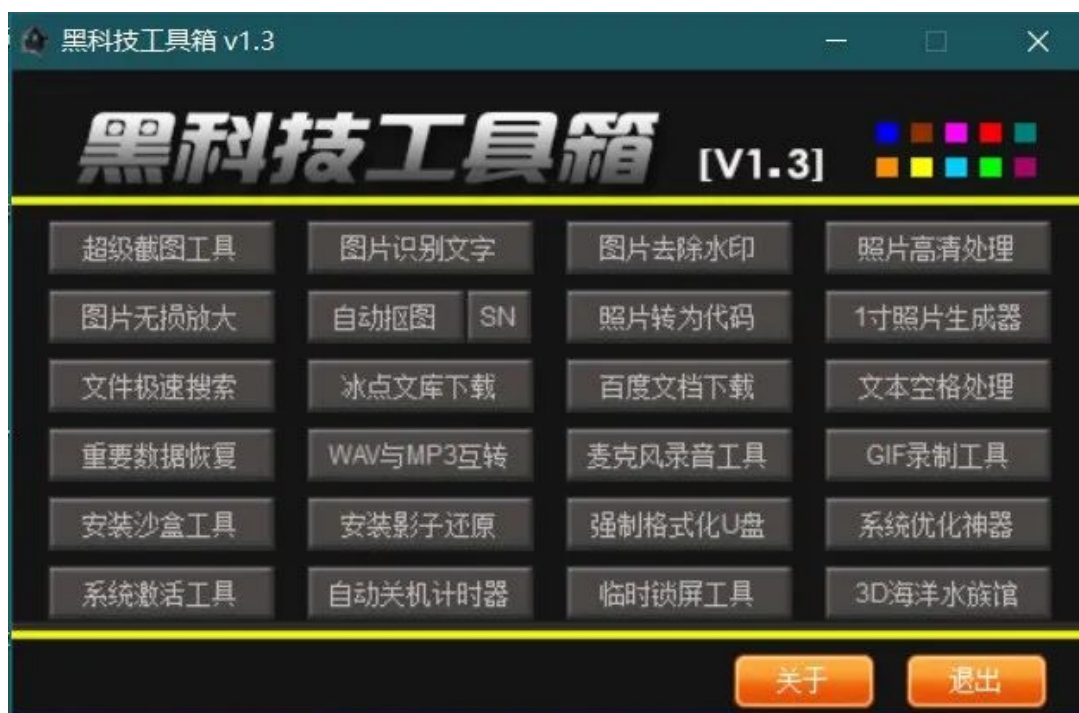 黑科技工具箱 v1.3
黑科技工具箱 [V1.3]
超级截图工具 图片识别文字 图片去除水印 照片高清处理
图片无损放大 自动抠图 SN 照片转为代码 1寸照片生成器
文件极速搜索 冰点文库下载 百度文档下载 文本空格处理
重要数据恢复 WAV与MP3互转 麦克风录音工具 GIF录制工具
安装沙盒工具 安装影子还原 强制格式化U盘 系统优化神器
系统激活工具 自动关机计时器 临时锁屏工具 3D海洋水族馆
关于 退出